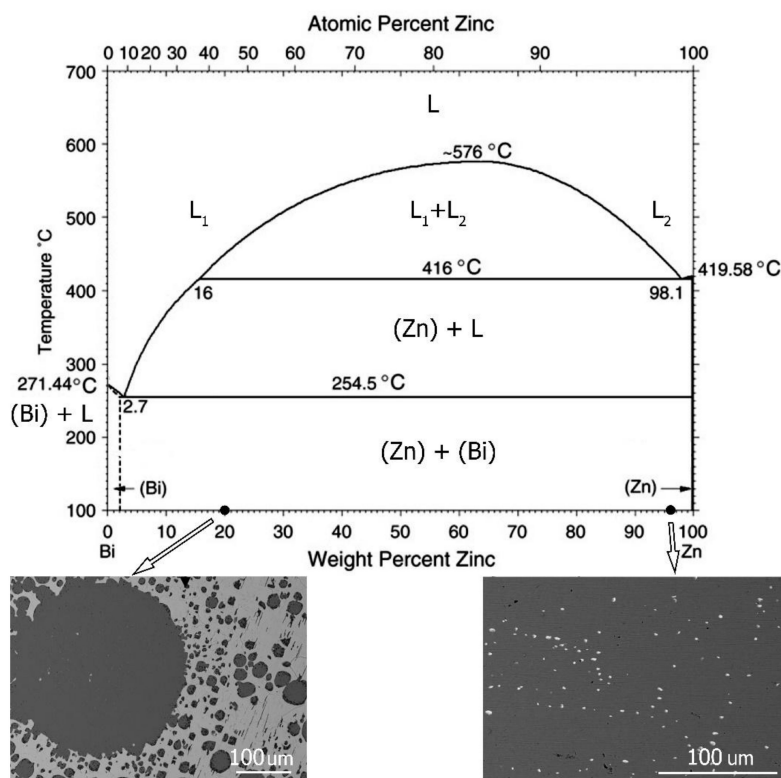 Atomic Percent Zinc
0 10 20 30 40 50 60 70 80 90 100
700
L
600
~576 °C
L1 L1+L2 L2
500
Temperature °C
416 °C 419.58 °C
400
16 98.1
(Zn) + L
300
271.44°C 254.5 °C
(Bi) + L 2.7
200
(Zn) + (Bi)
(Bi) (Zn)
100
0 10 20 30 40 50 60 70 80 90 100
Bi Weight Percent Zinc Zn
100 um 100 um